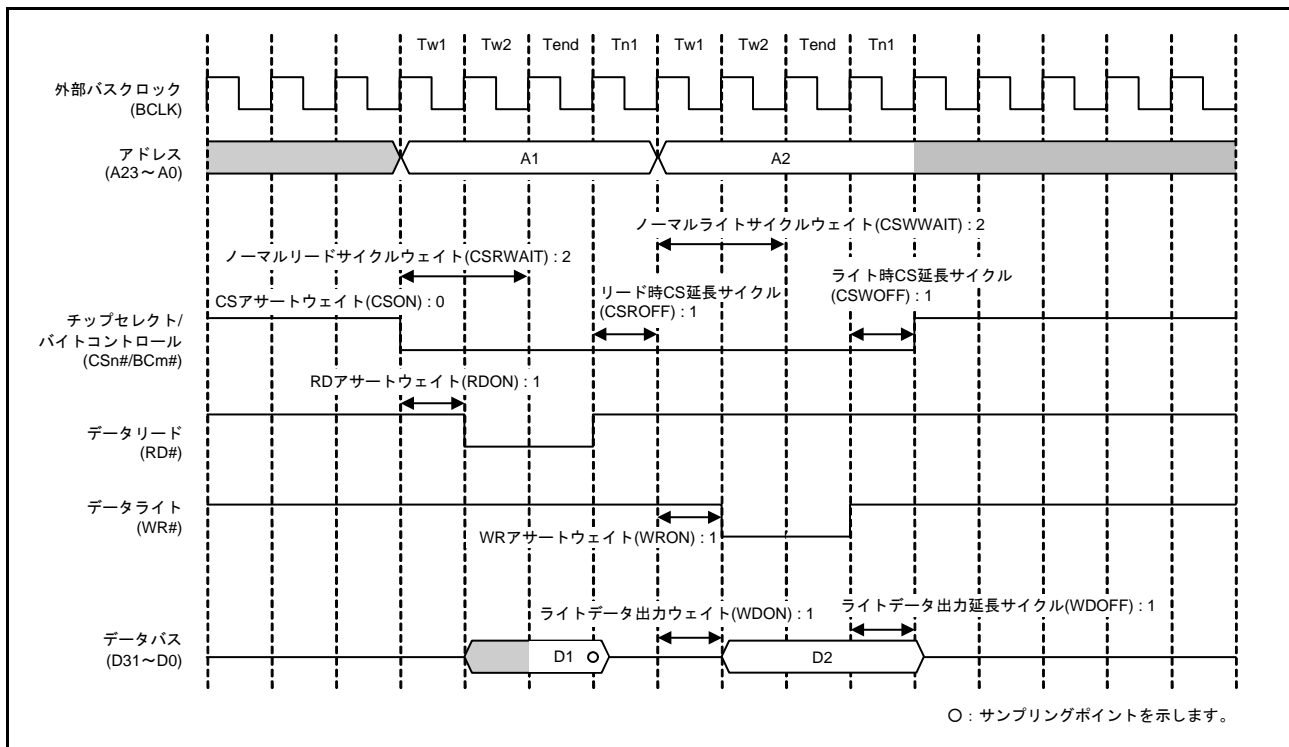 Tw1 Tw2 Tend Tn1 Tw1 Tw2 Tend Tn1
外部バスクロック
(BCLK)
アドレス
(A23～A0)
A1
A2
ノーマルライトサイクルウェイト(CSWWAIT) : 2
ノーマルリードサイクルウェイト(CSRWAIT) : 2
リード時CS延長サイクル
(CSROFF) : 1
ライト時CS延長サイクル
(CSWOFF) : 1
CSアサートウェイト(CSON) : 0
チップセレクト/
バイトコントロール
(CSn#/BCm#)
RDアサートウェイト(RDON) : 1
データリード
(RD#)
データライト
(WR#)
WRアサートウェイト(WRON) : 1
ライトデータ出力ウェイト(WDON) : 1
ライトデータ出力延長サイクル(WDOFF) : 1
データバス
(D31～D0)
D1
D2
○ : サンプリングポイントを示します。